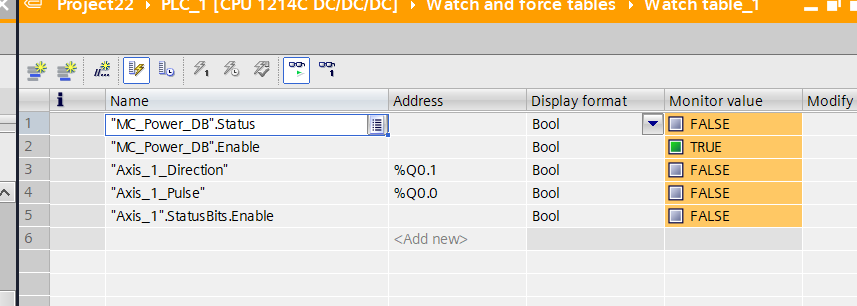 Project22 › PLC_1 [CPU 1214C DC/DC/DC] › Watch and force tables › Watch table_1
i Name Address Display format Monitor value Modify
1 "MC_Power_DB".Status Bool FALSE
2 "MC_Power_DB".Enable Bool TRUE
3 "Axis_1_Direction" %Q0.1 Bool FALSE
4 "Axis_1_Pulse" %Q0.0 Bool FALSE
5 "Axis_1".StatusBits.Enable Bool FALSE
6 <Add new>